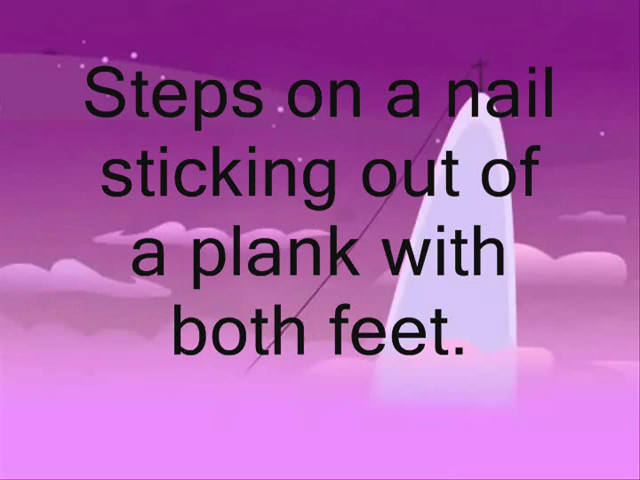 Steps on a nail
sticking out of
a plank with
both feet.